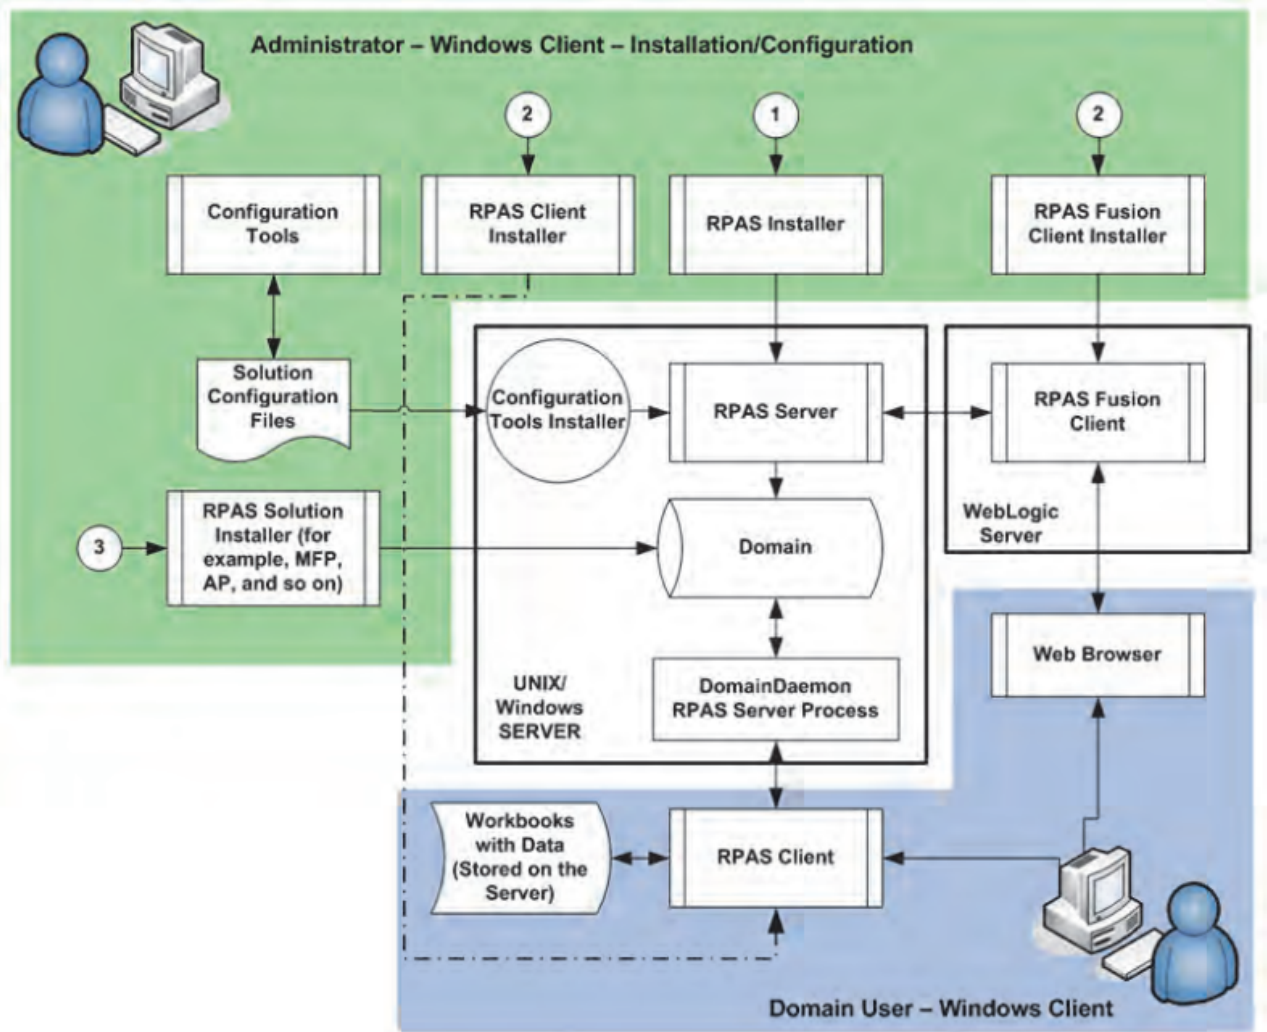 Administrator – Windows Client – Installation/Configuration
2
1
2
Configuration
Tools
RPAS Client
Installer
RPAS Installer
RPAS Fusion
Client Installer
Solution
Configuration
Files
Configuration
Tools Installer
RPAS Server
RPAS Fusion
Client
WebLogic
Server
3
RPAS Solution
Installer (for
example, MFP,
AP, and so on)
Domain
UNIX/
Windows
SERVER
DomainDaemon
RPAS Server Process
Web Browser
Workbooks
with Data
(Stored on the
Server)
RPAS Client
Domain User – Windows Client